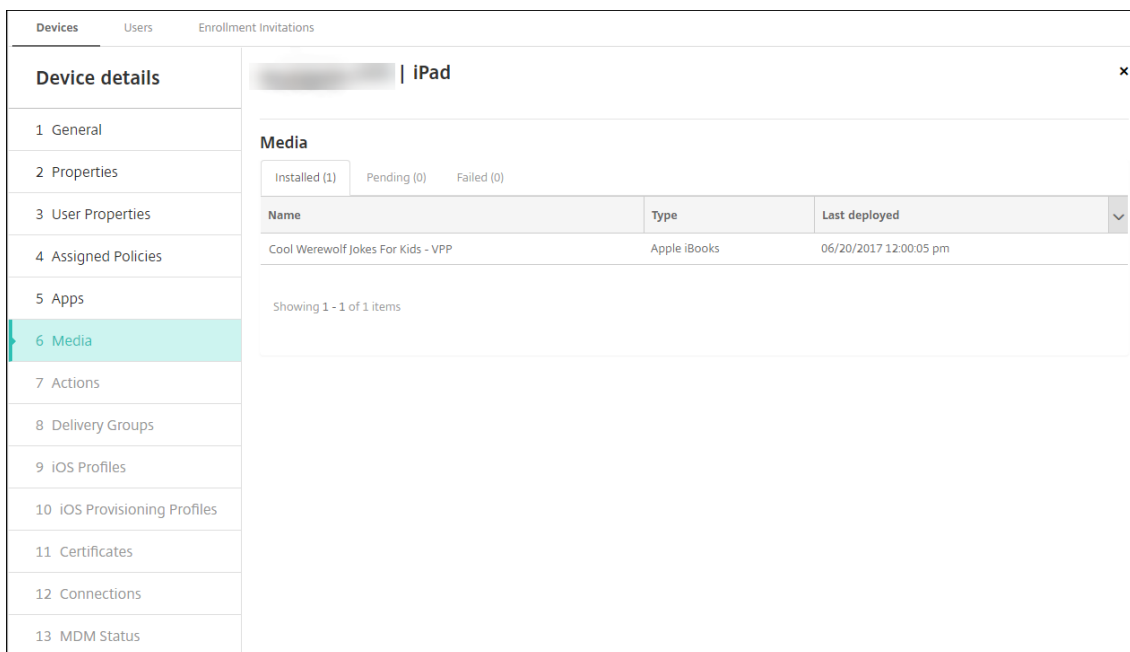 Devices Users Enrollment Invitations
Device details
| iPad
×
1 General
2 Properties
3 User Properties
4 Assigned Policies
5 Apps
6 Media
7 Actions
8 Delivery Groups
9 iOS Profiles
10 iOS Provisioning Profiles
11 Certificates
12 Connections
13 MDM Status
Media
Installed (1) Pending (0) Failed (0)
Name Type Last deployed
Cool Werewolf Jokes For Kids - VPP Apple iBooks 06/20/2017 12:00:05 pm
Showing 1 - 1 of 1 items